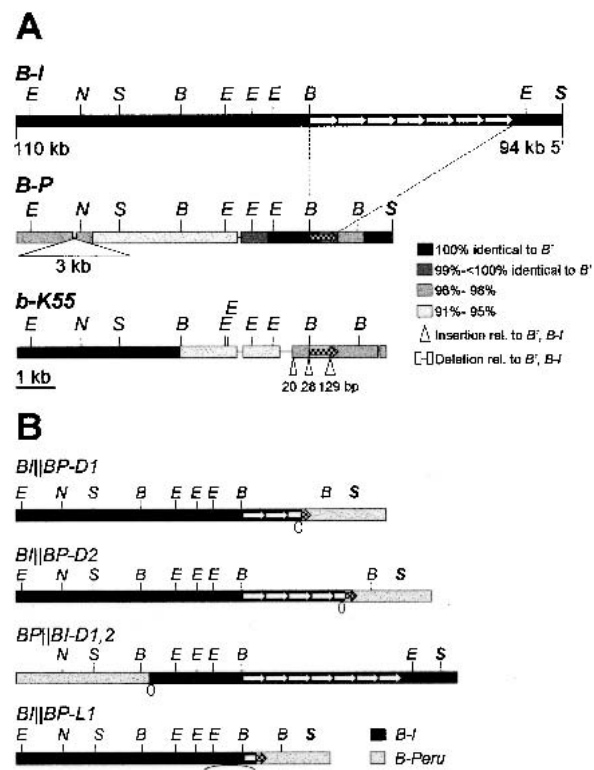 A
B-I
E N S B E E E B E S
110 kb 94 kb 5'
B-P
E N S B E E E B B S
3 kb
100% identical to B'
99%-<100% identical to B'
96%- 98%
91%- 95%
Insertion rel. to B', B-I
Deletion rel. to B', B-I
b-K55
E
E N S B E E E B B
1 kb
20 28 129 bp
B
BI||BP-D1
E N S B E E E B B S
BI||BP-D2
E N S B E E E B B S
BP||BI-D1,2
N S B E E E B E S
BI||BP-L1
E N S B E E E B B S
B-I
B-Peru